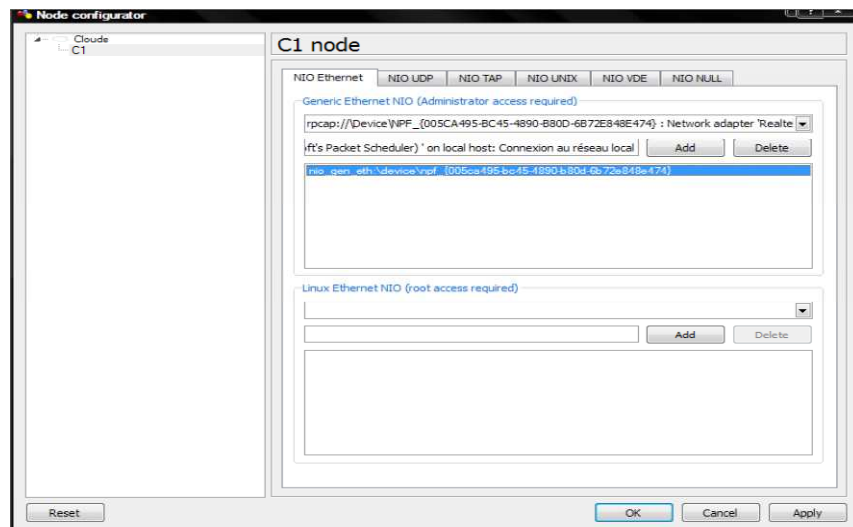 Node configurator
Cloude
C1
C1 node
NIO Ethernet NIO UDP NIO TAP NIO UNIX NIO VDE NIO NULL
Generic Ethernet NIO (Administrator access required)
rpcap://\Device\NPF_{005CA495-BC45-4890-B80D-6B72E848E474} : Network adapter 'Realte
oft's Packet Scheduler) ' on local host: Connexion au réseau local Add Delete
nio_gen_eth:\device\npf_{005ca495-bc45-4890-b80d-6b72e848e474}
Linux Ethernet NIO (root access required)
Add Delete
Reset OK Cancel Apply